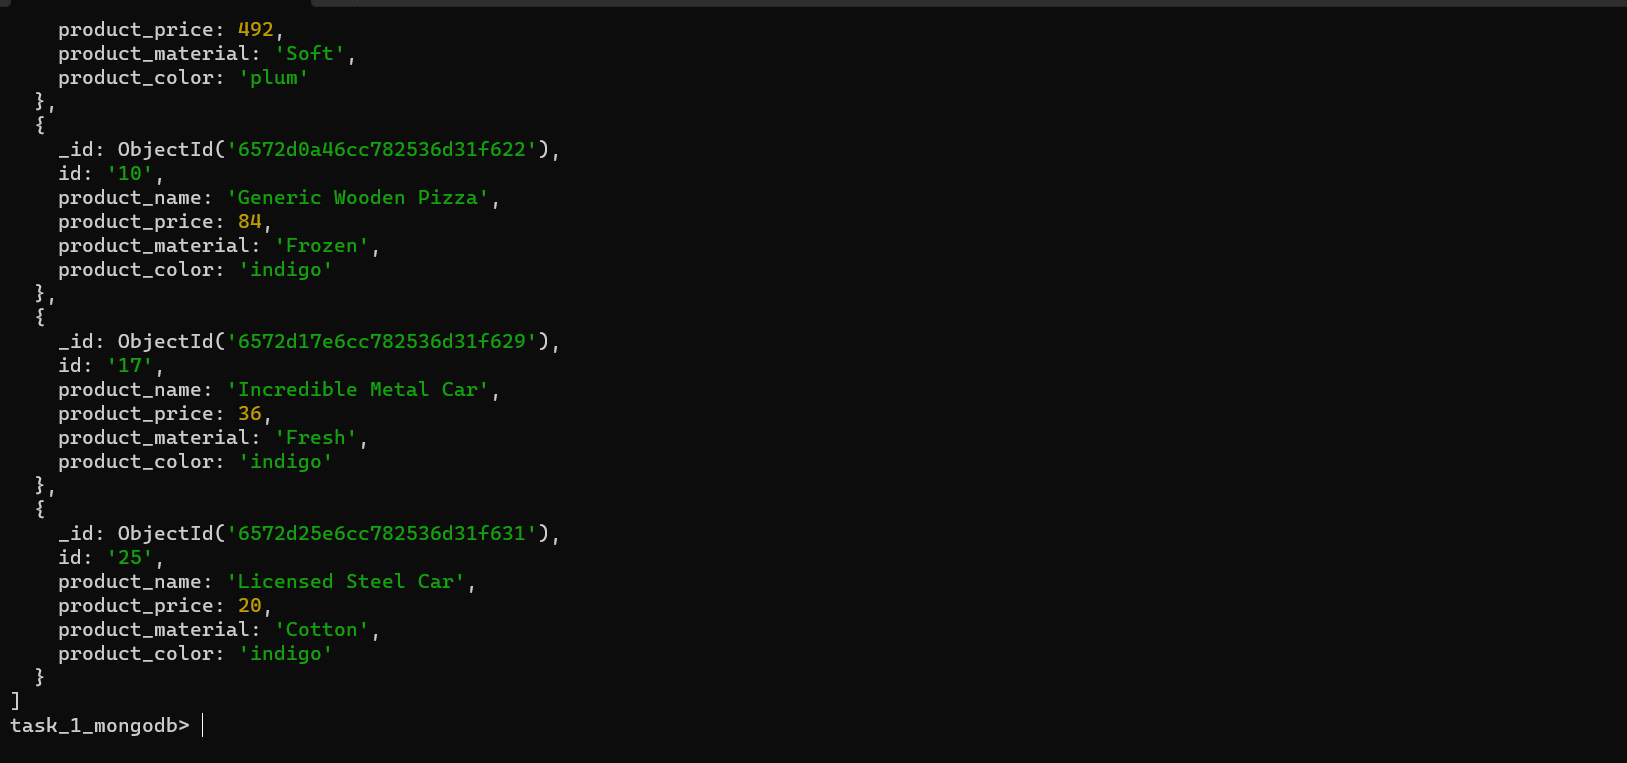 product_price: 492,
    product_material: 'Soft',
    product_color: 'plum'
  },
  {
    _id: ObjectId('6572d0a46cc782536d31f622'),
    id: '10',
    product_name: 'Generic Wooden Pizza',
    product_price: 84,
    product_material: 'Frozen',
    product_color: 'indigo'
  },
  {
    _id: ObjectId('6572d17e6cc782536d31f629'),
    id: '17',
    product_name: 'Incredible Metal Car',
    product_price: 36,
    product_material: 'Fresh',
    product_color: 'indigo'
  },
  {
    _id: ObjectId('6572d25e6cc782536d31f631'),
    id: '25',
    product_name: 'Licensed Steel Car',
    product_price: 20,
    product_material: 'Cotton',
    product_color: 'indigo'
  }
]
task_1_mongodb>